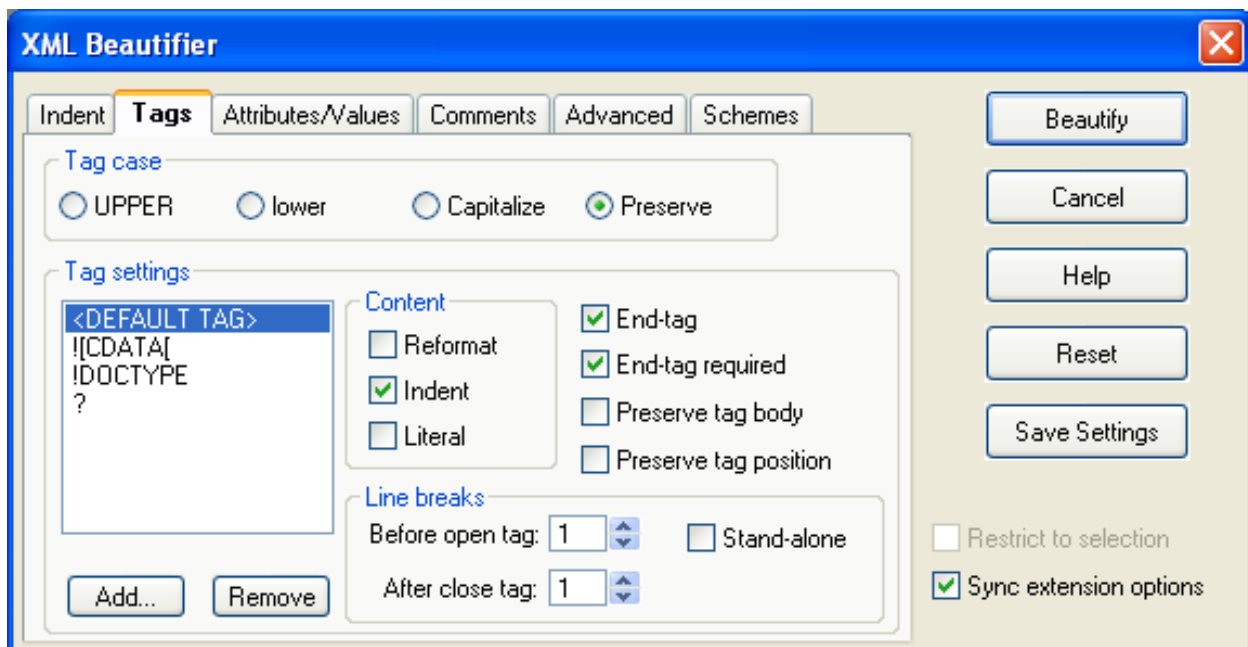 XML Beautifier
Indent Tags Attributes/Values Comments Advanced Schemes
Tag case
UPPER lower Capitalize Preserve
Tag settings
<DEFAULT TAG>
![CDATA[
!DOCTYPE
?
Add... Remove
Content
Reformat
Indent
Literal
End-tag
End-tag required
Preserve tag body
Preserve tag position
Line breaks
Before open tag: 1 Stand-alone
After close tag: 1
Beautify
Cancel
Help
Reset
Save Settings
Restrict to selection
Sync extension options